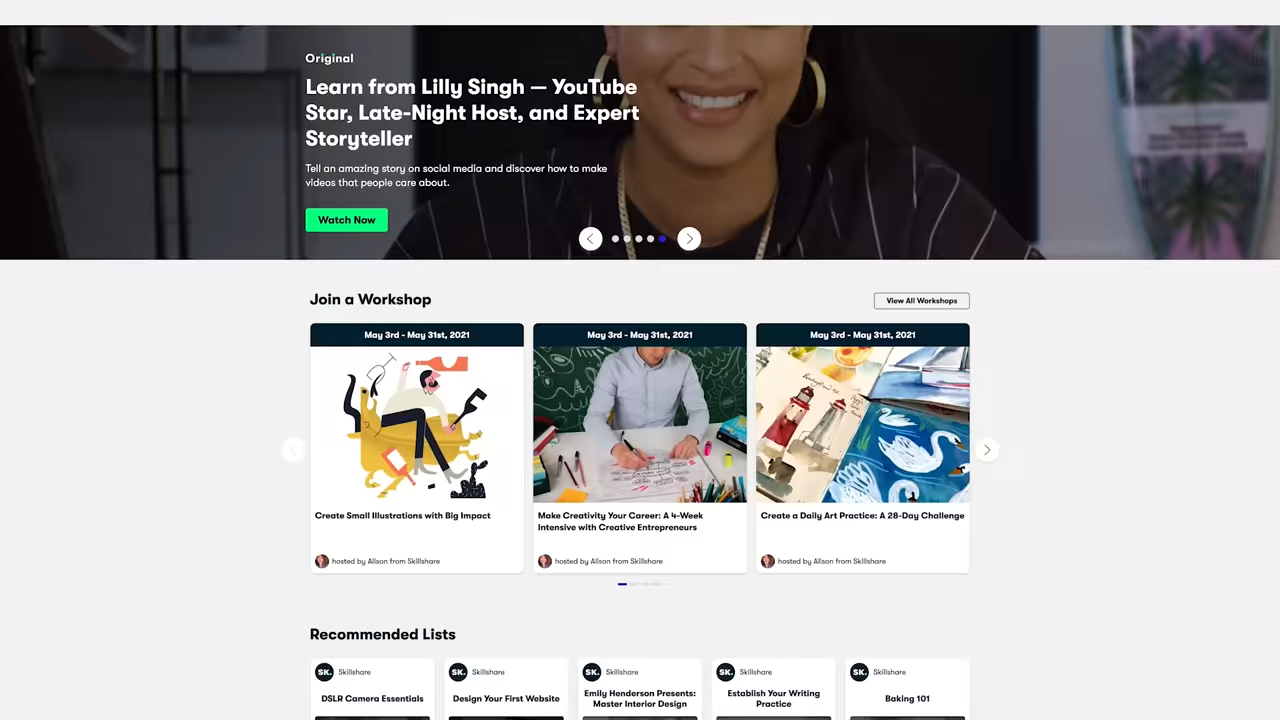 Original
Learn from Lilly Singh — YouTube
Star, Late-Night Host, and Expert
Storyteller
Tell an amazing story on social media and discover how to make
videos that people care about.
Watch Now
Join a Workshop
View All Workshops
May 3rd - May 31st, 2021
May 3rd - May 31st, 2021
May 3rd - May 31st, 2021
Create Small Illustrations with Big Impact
Make Creativity Your Career: A 4-Week
Intensive with Creative Entrepreneurs
Create a Daily Art Practice: A 28-Day Challenge
hosted by Alison from Skillshare
hosted by Alison from Skillshare
hosted by Alison from Skillshare
Recommended Lists
SK. Skillshare
SK. Skillshare
SK. Skillshare
SK. Skillshare
SK. Skillshare
DSLR Camera Essentials
Design Your First Website
Emily Henderson Presents:
Master Interior Design
Establish Your Writing
Practice
Baking 101